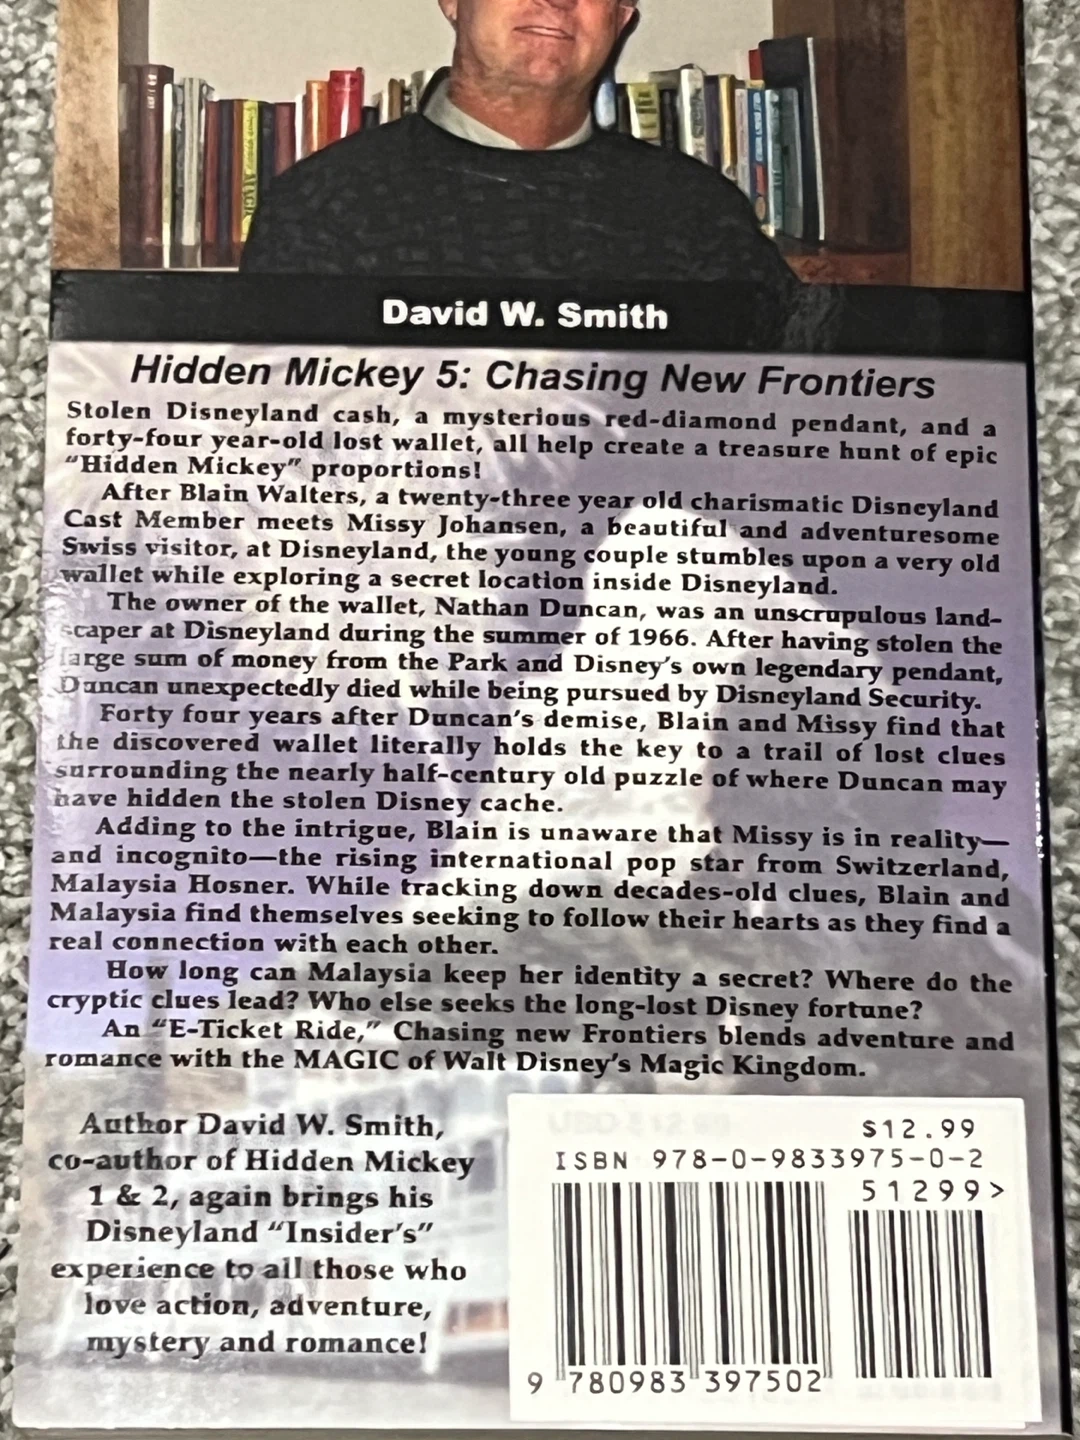 David W. Smith
Hidden Mickey 5: Chasing New Frontiers
Stolen Disneyland cash, a mysterious red-diamond pendant, and a
forty-four year-old lost wallet, all help create a treasure hunt of epic
“Hidden Mickey” proportions!
After Blain Walters, a twenty-three year old charismatic Disneyland
Cast Member meets Missy Johansen, a beautiful and adventuresome
Swiss visitor, at Disneyland, the young couple stumbles upon a very old
wallet while exploring a secret location inside Disneyland.
The owner of the wallet, Nathan Duncan, was an unscrupulous land-
scaper at Disneyland during the summer of 1966. After having stolen the
large sum of money from the Park and Disney’s own legendary pendant,
Duncan unexpectedly died while being pursued by Disneyland Security.
Forty four years after Duncan’s demise, Blain and Missy find that
the discovered wallet literally holds the key to a trail of lost clues
surrounding the nearly half-century old puzzle of where Duncan may
have hidden the stolen Disney cache.
Adding to the intrigue, Blain is unaware that Missy is in reality—
and incognito—the rising international pop star from Switzerland,
Malaysia Hosner. While tracking down decades-old clues, Blain and
Malaysia find themselves seeking to follow their hearts as they find a
real connection with each other.
How long can Malaysia keep her identity a secret? Where do the
cryptic clues lead? Who else seeks the long-lost Disney fortune?
An “E-Ticket Ride,” Chasing new Frontiers blends adventure and
romance with the MAGIC of Walt Disney’s Magic Kingdom.
Author David W. Smith,
co-author of Hidden Mickey
1 & 2, again brings his
Disneyland “Insider’s”
experience to all those who
love action, adventure,
mystery and romance!
$12.99
ISBN 978-0-9833975-0-2
51299>
9 780983 397502